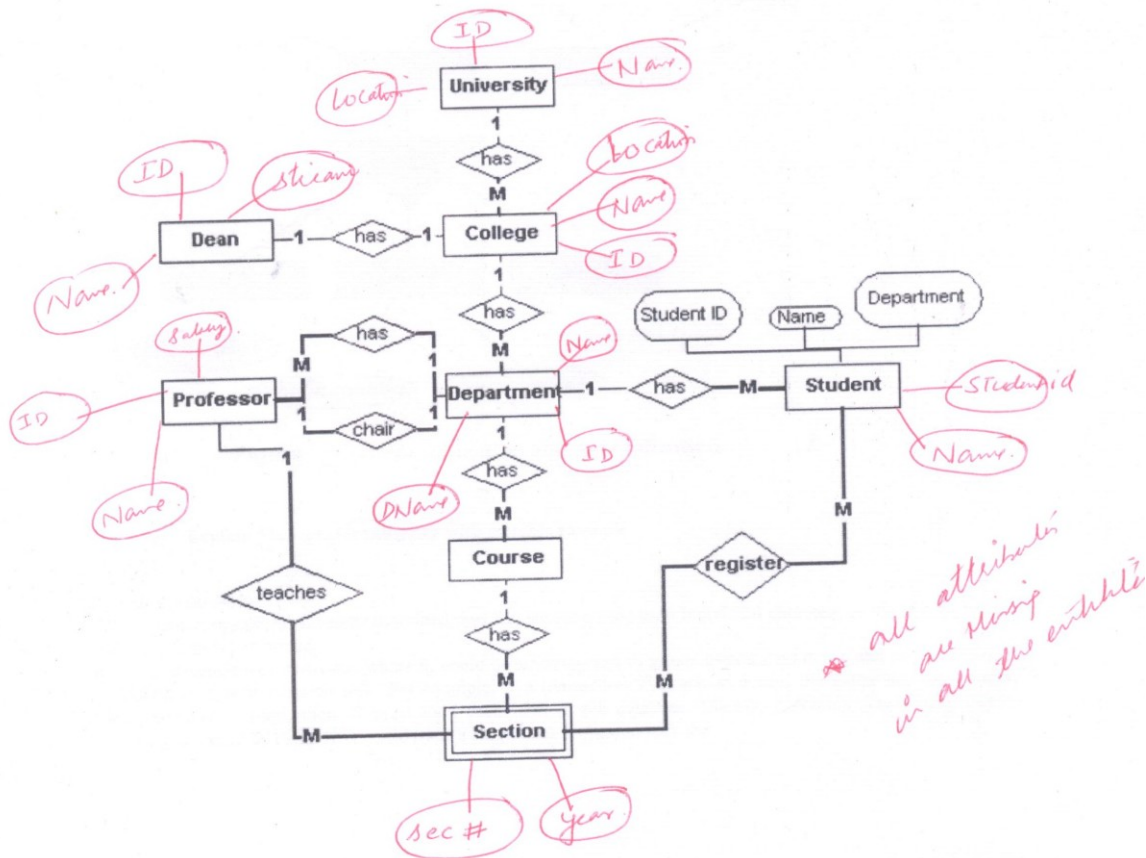 ID
Name.
Location
University
1
has
M
Location
ID
Stream
Name
Dean
1
has
1
College
ID
Name.
1
has
M
Student ID
Name
Department
Salary
has
M
1
Name
ID
Professor
Department
1
has
M
Student
Student id
1
chair
1
1
ID
Name.
1
Name.
DName
has
M
M
Course
register
teaches
1
has
* all attributes
are Missing
in all the entities
M
M
M
Section
Sec #
year.